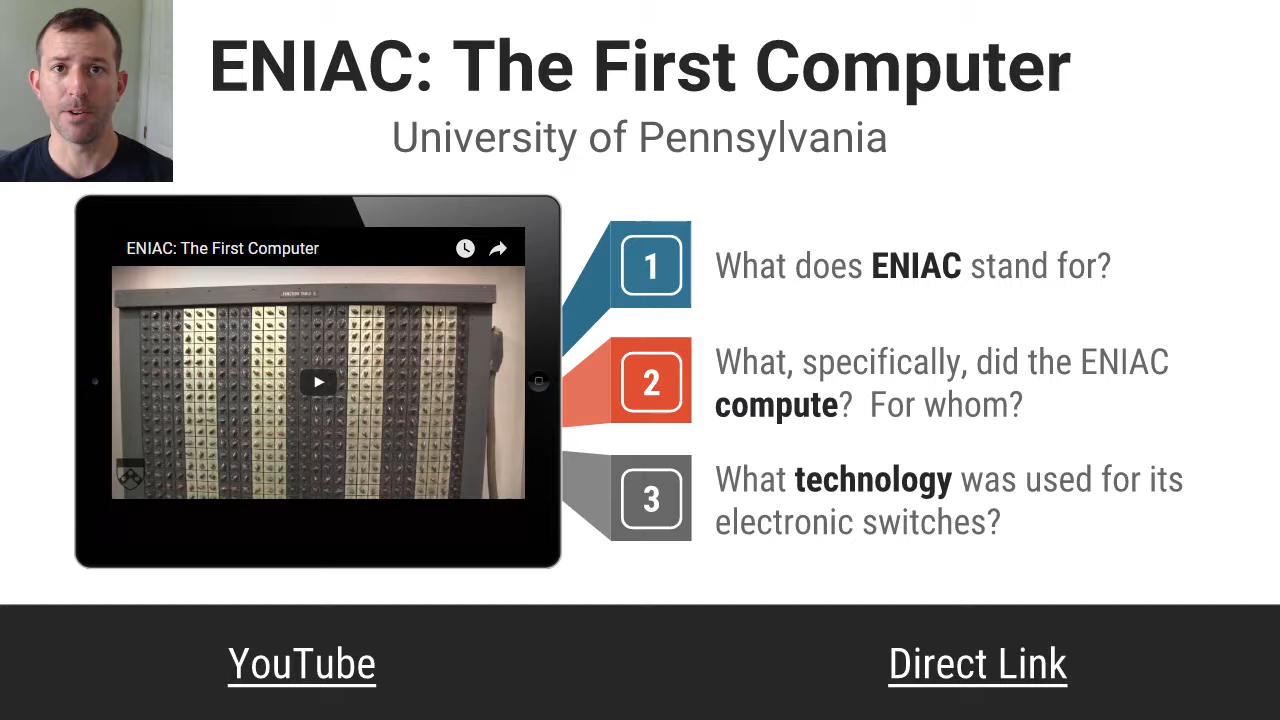 ENIAC: The First Computer
University of Pennsylvania
ENIAC: The First Computer
1
What does ENIAC stand for?
2
What, specifically, did the ENIAC
compute?  For whom?
3
What technology was used for its
electronic switches?
YouTube
Direct Link